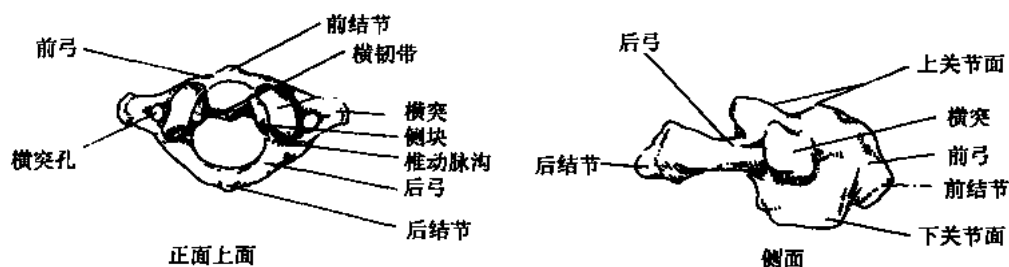 前结节
前弓
横韧带
横突
侧块
横突孔
椎动脉沟
后弓
后结节
正面上面
后弓
上关节面
横突
前弓
后结节
前结节
下关节面
侧面